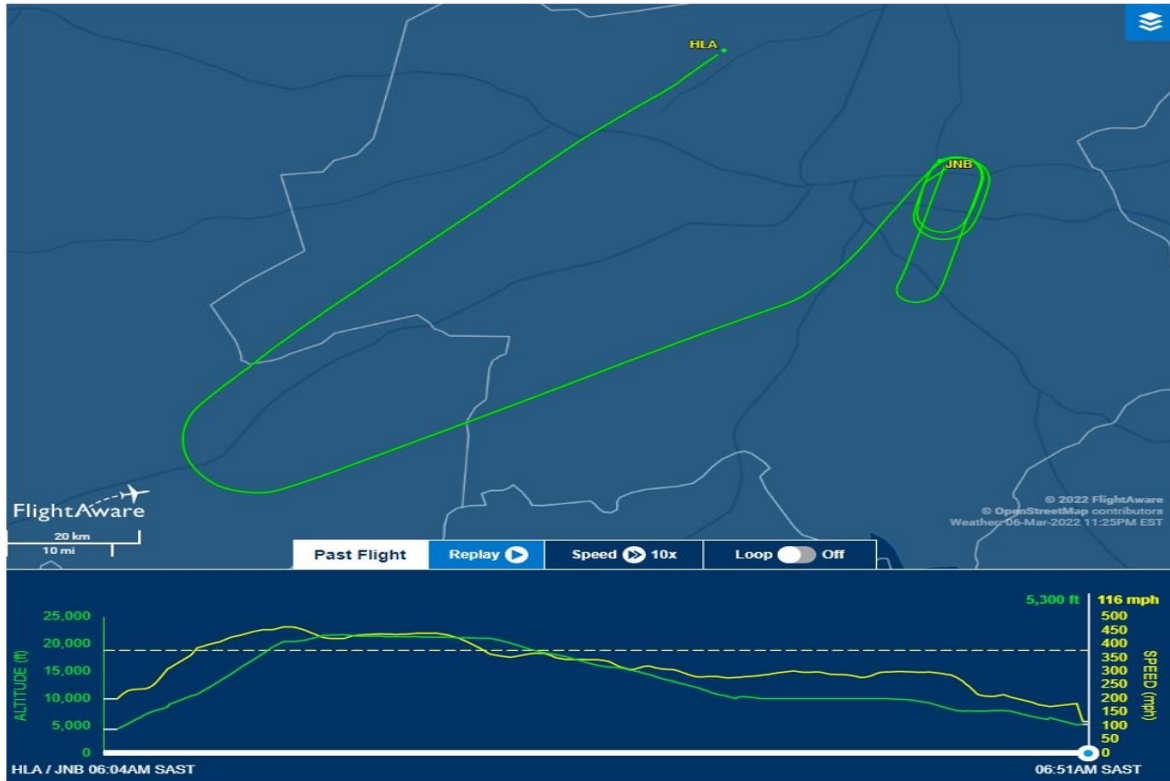 HLA
JNB
FlightAware
20 km
10 mi
© 2022 FlightAware
© OpenStreetMap contributors
Weather: 06-Mar-2022 11:25PM EST
Past Flight Replay Speed 10x Loop Off
5,300 ft 116 mph
ALTITUDE (ft)
25,000
20,000
15,000
10,000
5,000
0
500
450
400
350
300
250
200
150
100
50
0
SPEED (mph)
HLA / JNB 06:04AM SAST
06:51AM SAST